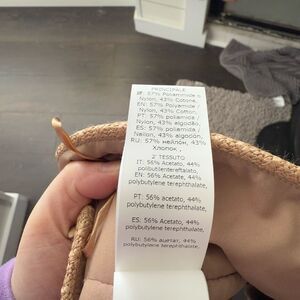 PRINCIPALE
IT: 57% Poliamide /
Nylon, 43% Cotone,
EN: 57% Polyamide /
Nylon, 43% Cotton,
PT: 57% poliamida /
Nylon, 43% algodão,
ES: 57% poliamida /
Nailon, 43% algodón,
RU: 57% нейлон, 43%
Хлопок
2° TESSUTO
IT: 56% Acetato, 44%
polibutilentereftalato,
EN: 56% Acetate, 44%
polybutylene terephthalate,
PT: 56% acetato, 44%
polybutylene terephthalate,
ES: 56% Acetato, 44%
polybutylene terephthalate,
RU: 56% ацетат, 44%
polybutylene terephthalate,